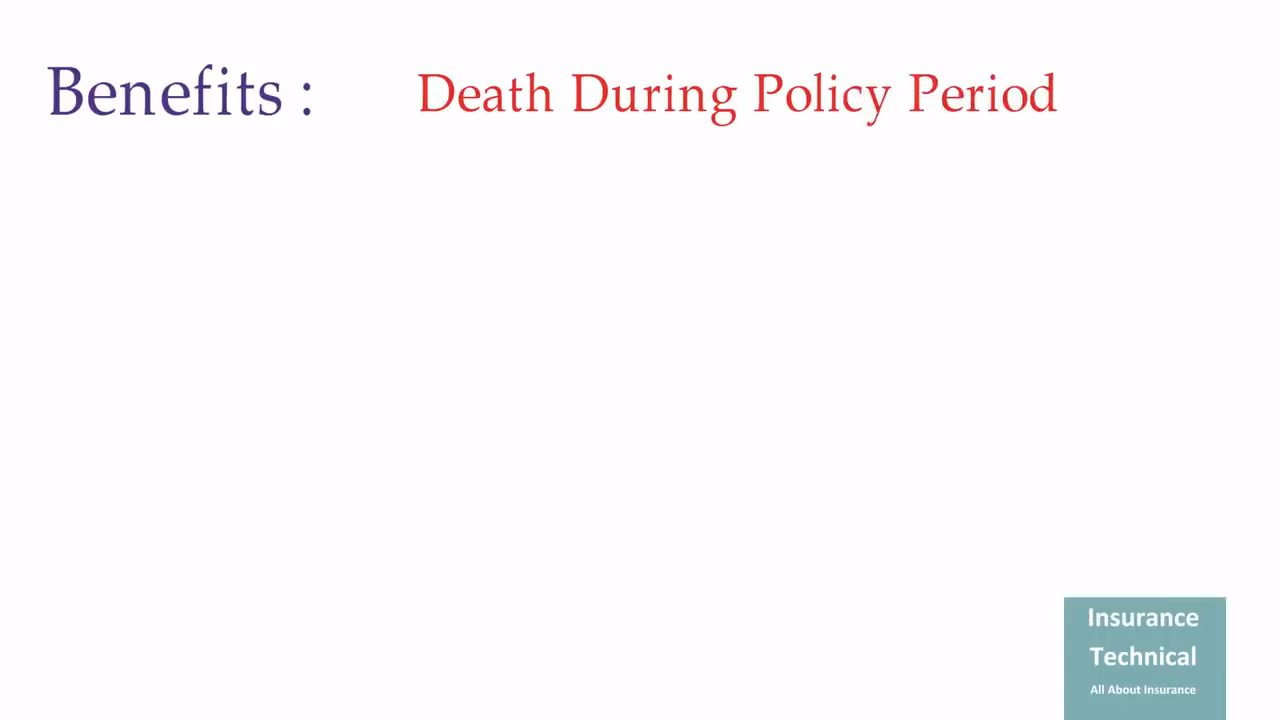 Benefits : Death During Policy Period
Insurance
Technical
All About Insurance